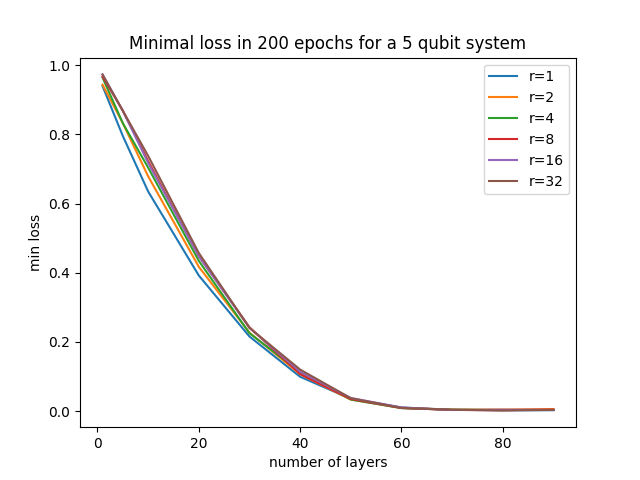 Minimal loss in 200 epochs for a 5 qubit system
1.0
0.8
0.6
0.4
0.2
0.0
min loss
0
20
40
60
80
number of layers
r=1
r=2
r=4
r=8
r=16
r=32